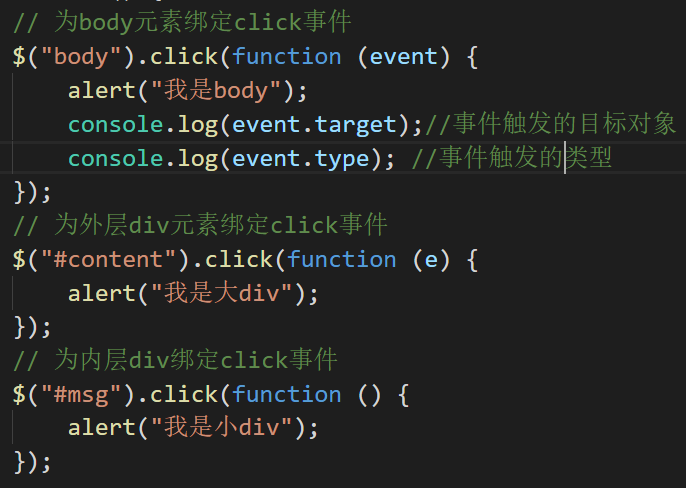 // 为body元素绑定click事件
$("body").click(function (event) {
    alert("我是body");
    console.log(event.target);//事件触发的目标对象
    console.log(event.type); //事件触发的类型
});
// 为外层div元素绑定click事件
$("#content").click(function (e) {
    alert("我是大div");
});
// 为内层div绑定click事件
$("#msg").click(function () {
    alert("我是小div");
});